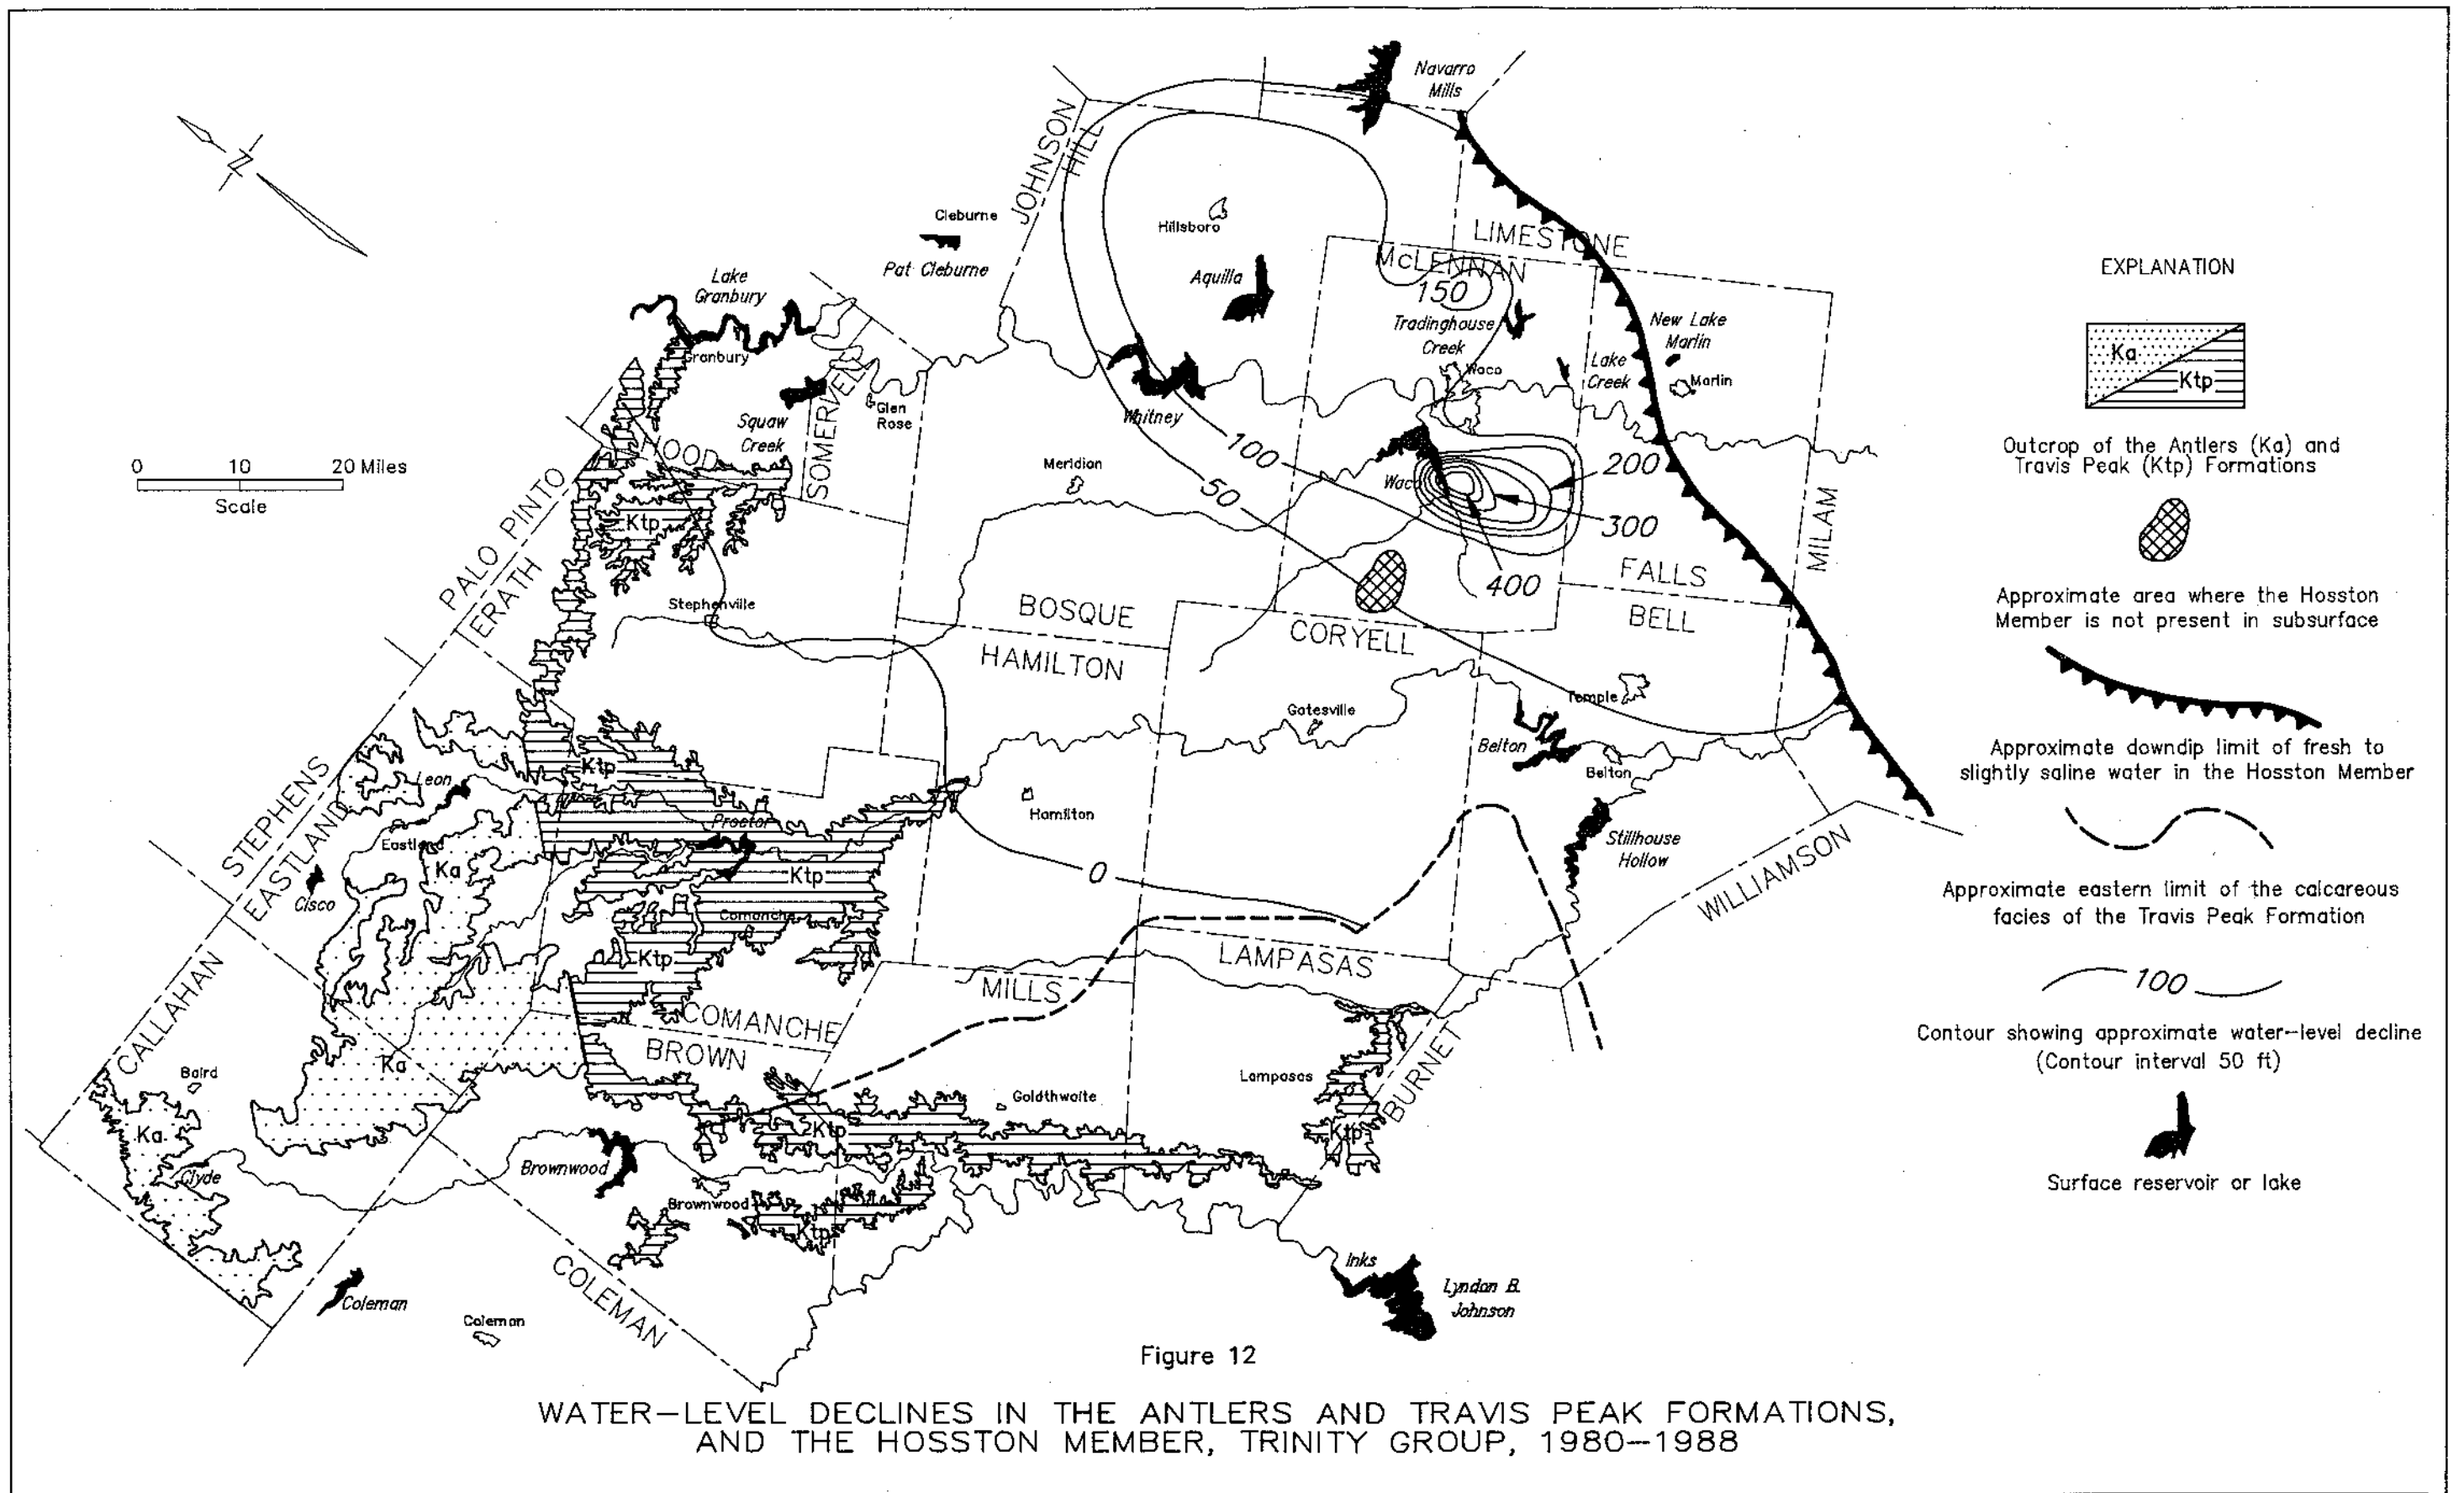 Navarro
Mills
N
JOHNSON
HILL
Cleburne
Pat Cleburne
Hillsboro
LIMESTONE
McLENNAN
150
Aquilla
Lake
Granbury
Granbury
Tradinghouse
Creek
New Lake
Marlin
Marlin
Lake
Creek
Waco
Whitney
Squaw
Creek
SOMERVELL
Glen
Rose
HOOD
0 10 20 Miles
Scale
Meridian
100
50
Waco
200
300
400
PALO PINTO
ERATH
Ktp
Stephenville
BOSQUE
HAMILTON
CORYELL
FALLS
BELL
MILAM
Gatesville
Temple
Belton
Belton
STEPHENS
EASTLAND
Leon
Ktp
Eastland
Ka
Cisco
Proctor
Ktp
Comanche
Ktp
Hamilton
0
Stillhouse
Hollow
WILLIAMSON
LAMPASAS
MILLS
COMANCHE
BROWN
CALLAHAN
Baird
Ka
Ka
Clyde
Lampasas
BURNET
Goldthwaite
Ktp
Ktp
Brownwood
Brownwood
Ktp
COLEMAN
Coleman
Coleman
Inks
Lyndon B.
Johnson
EXPLANATION
Ka
Ktp
Outcrop of the Antlers (Ka) and
Travis Peak (Ktp) Formations
Approximate area where the Hosston
Member is not present in subsurface
Approximate downdip limit of fresh to
slightly saline water in the Hosston Member
Approximate eastern limit of the calcareous
facies of the Travis Peak Formation
100
Contour showing approximate water-level decline
(Contour interval 50 ft)
Surface reservoir or lake
Figure 12
WATER-LEVEL DECLINES IN THE ANTLERS AND TRAVIS PEAK FORMATIONS,
AND THE HOSSTON MEMBER, TRINITY GROUP, 1980-1988